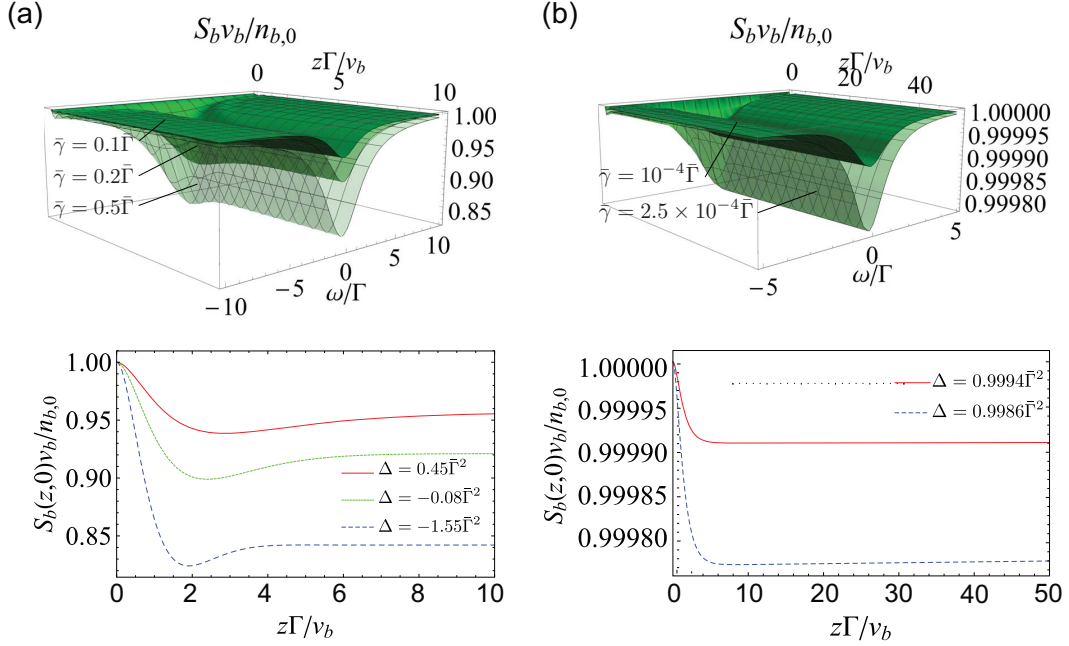 (a)
S_b v_b/n_{b,0}
zΓ/v_b
0
5
10
1.00
0.95
0.90
0.85
γ̄ = 0.1Γ̄
γ̄ = 0.2Γ̄
γ̄ = 0.5Γ̄
−10
−5
0
5
10
ω/Γ
(b)
S_b v_b/n_{b,0}
zΓ/v_b
0
20
40
1.00000
0.99995
0.99990
0.99985
0.99980
γ̄ = 10^{−4}Γ̄
γ̄ = 2.5 × 10^{−4}Γ̄
−5
0
5
ω/Γ
S_b(z,0)v_b/n_{b,0}
1.00
0.95
0.90
0.85
Δ = 0.45Γ̄²
Δ = −0.08Γ̄²
Δ = −1.55Γ̄²
0 2 4 6 8 10
zΓ/v_b
S_b(z,0)v_b/n_{b,0}
1.00000
0.99995
0.99990
0.99985
0.99980
Δ = 0.9994Γ̄²
Δ = 0.9986Γ̄²
0 10 20 30 40 50
zΓ/v_b